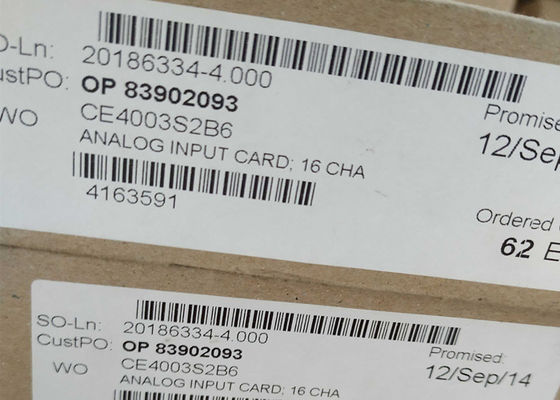 O-Ln: 20186334-4.000
CustPO: OP 83902093
WO CE4003S2B6
ANALOG INPUT CARD; 16 CHA
4163591
Promise
12/Sep
Ordered
62 E
SO-Ln: 20186334-4.000
CustPO: OP 83902093
WO CE4003S2B6
ANALOG INPUT CARD; 16 CHA
Promised:
12/Sep/14